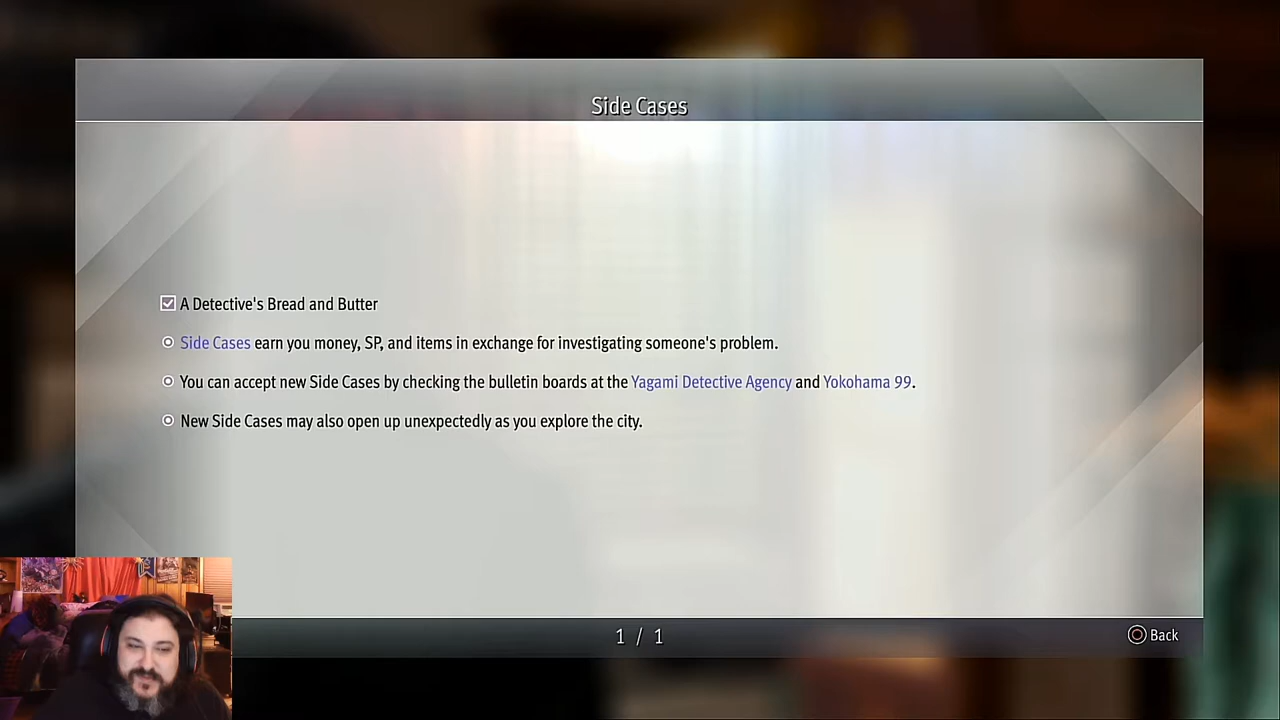 Side Cases
A Detective's Bread and Butter
Side Cases earn you money, SP, and items in exchange for investigating someone's problem.
You can accept new Side Cases by checking the bulletin boards at the Yagami Detective Agency and Yokohama 99.
New Side Cases may also open up unexpectedly as you explore the city.
1 / 1
Back